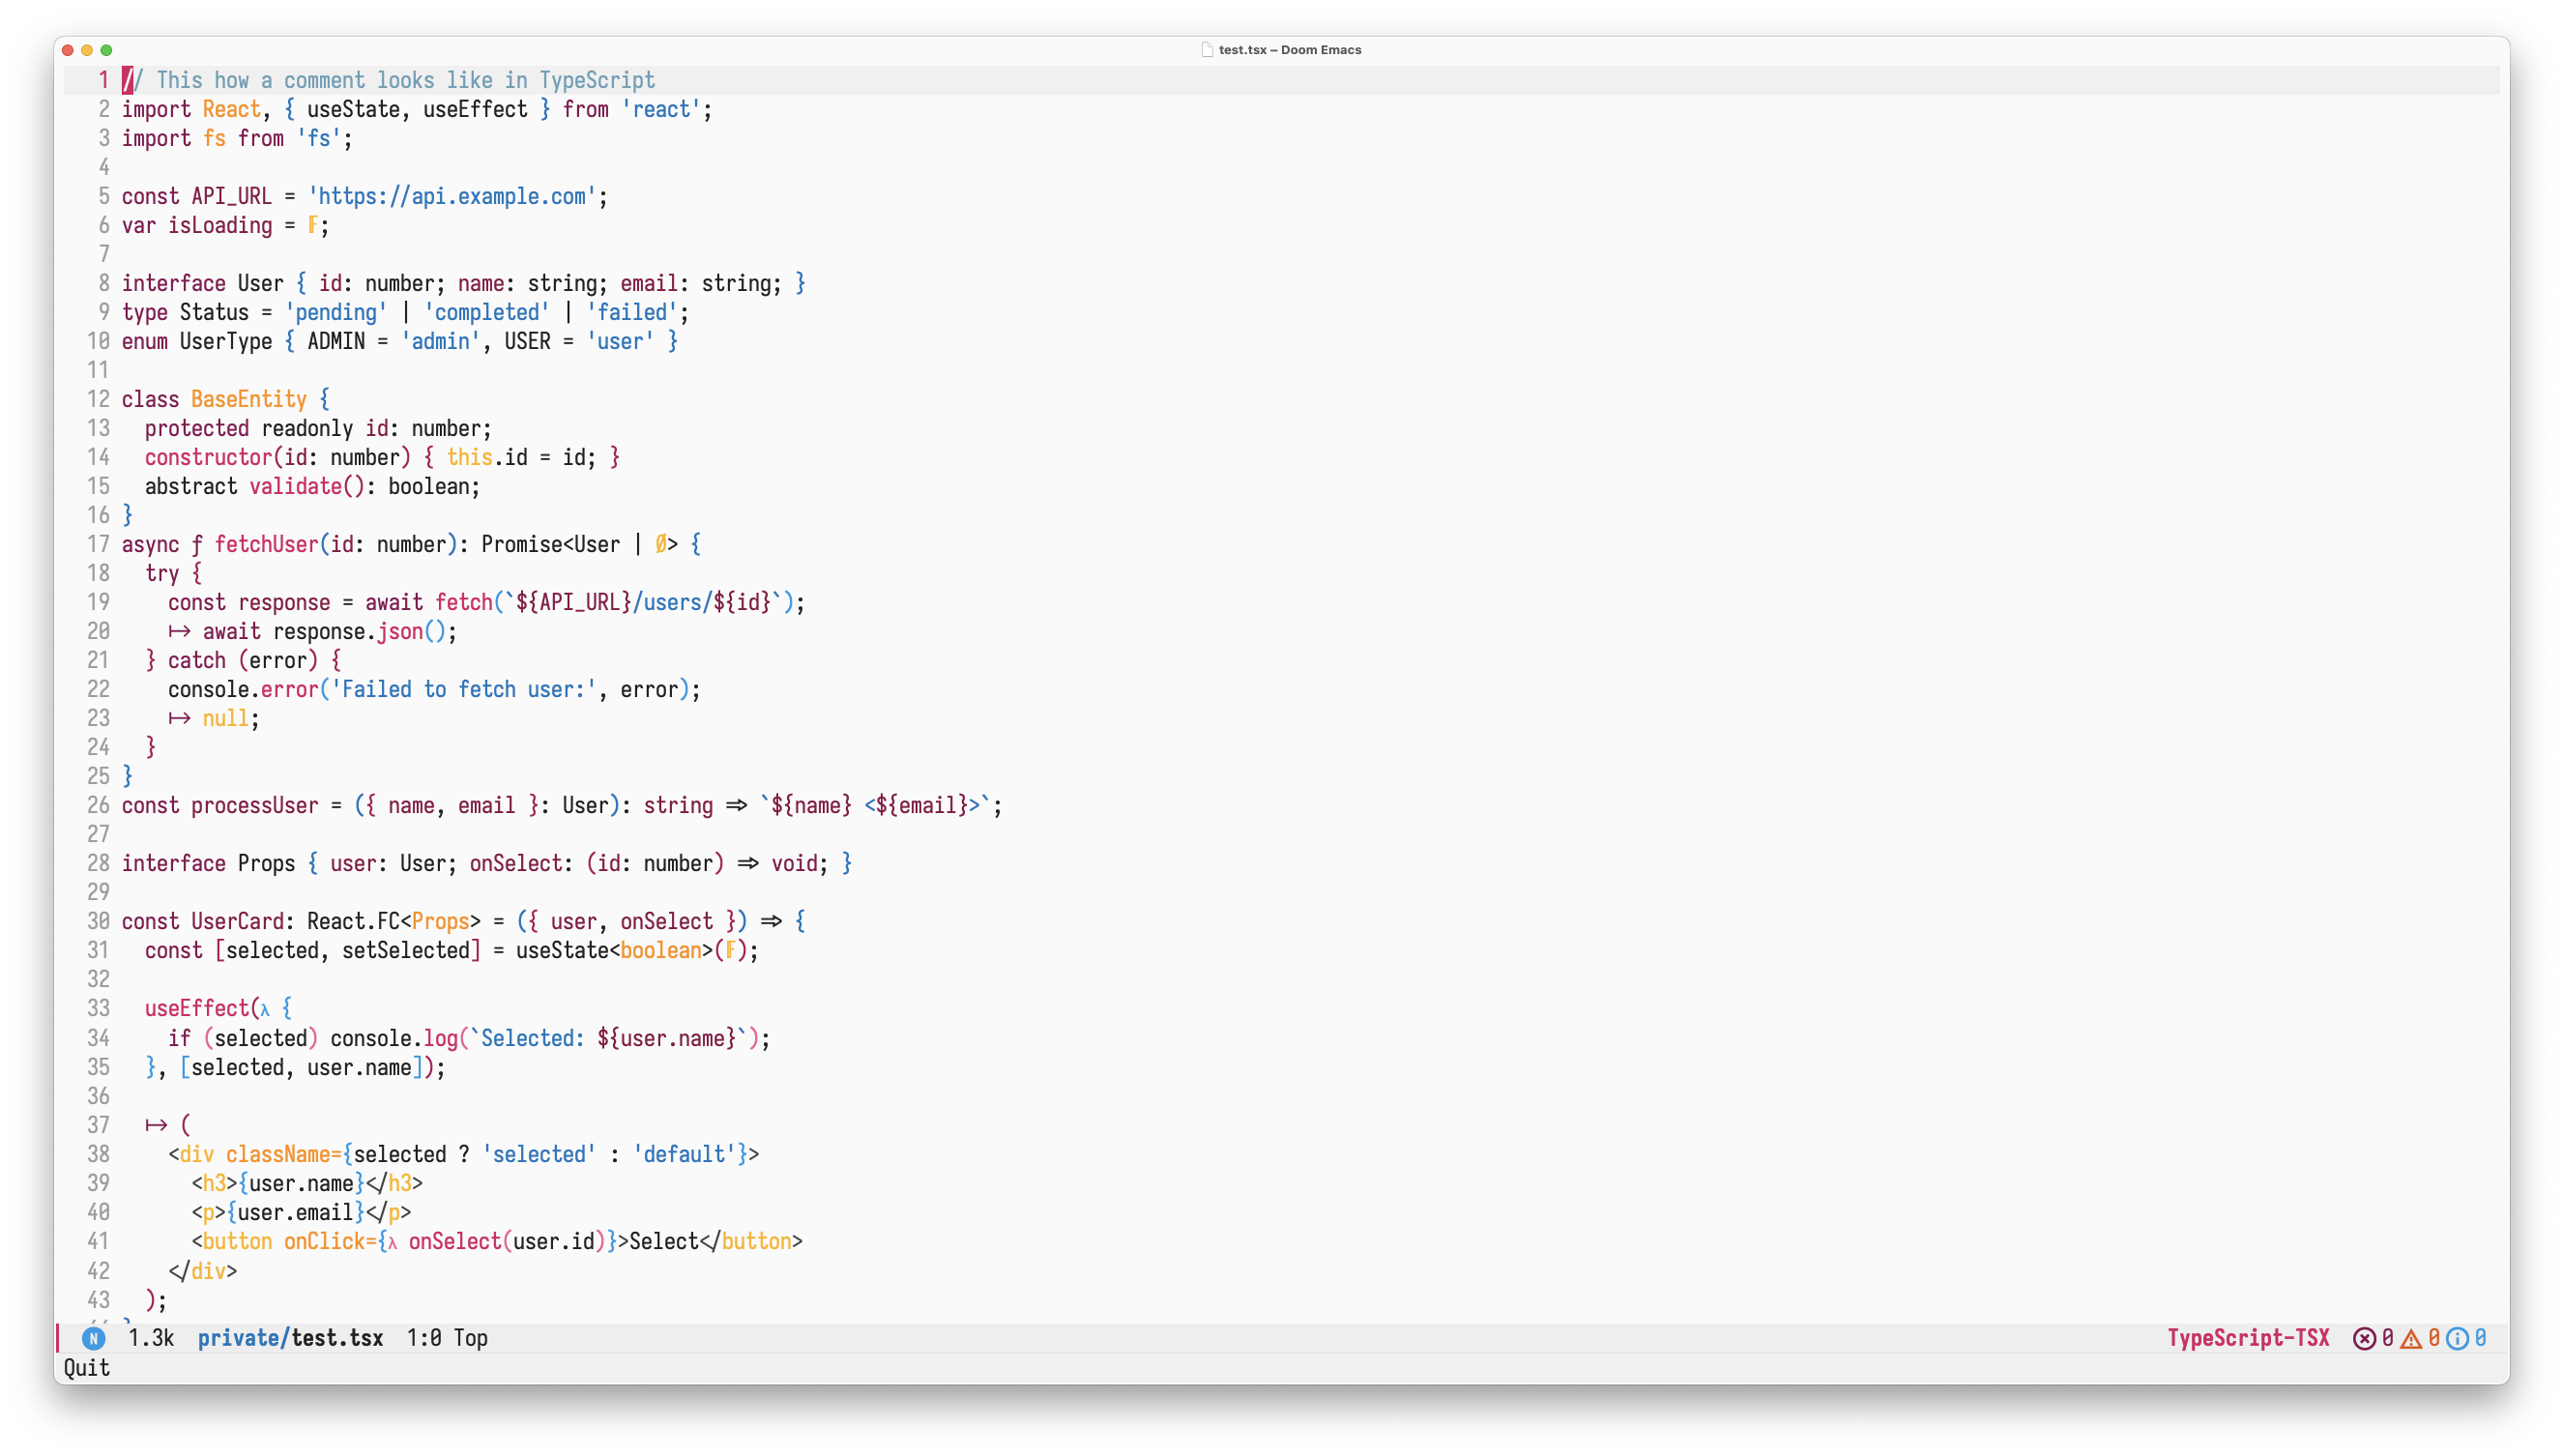 test.tsx – Doom Emacs
1 // This how a comment looks like in TypeScript
2 import React, { useState, useEffect } from 'react';
3 import fs from 'fs';
4
5 const API_URL = 'https://api.example.com';
6 var isLoading = 𝔽;
7
8 interface User { id: number; name: string; email: string; }
9 type Status = 'pending' | 'completed' | 'failed';
10 enum UserType { ADMIN = 'admin', USER = 'user' }
11
12 class BaseEntity {
13   protected readonly id: number;
14   constructor(id: number) { this.id = id; }
15   abstract validate(): boolean;
16 }
17 async ƒ fetchUser(id: number): Promise<User | ∅> {
18   try {
19     const response = await fetch(`${API_URL}/users/${id}`);
20     ↦ await response.json();
21   } catch (error) {
22     console.error('Failed to fetch user:', error);
23     ↦ null;
24   }
25 }
26 const processUser = ({ name, email }: User): string ⇒ `${name} <${email}>`;
27
28 interface Props { user: User; onSelect: (id: number) ⇒ void; }
29
30 const UserCard: React.FC<Props> = ({ user, onSelect }) ⇒ {
31   const [selected, setSelected] = useState<boolean>(𝔽);
32
33   useEffect(λ {
34     if (selected) console.log(`Selected: ${user.name}`);
35   }, [selected, user.name]);
36
37   ↦ (
38     <div className={selected ? 'selected' : 'default'}>
39       <h3>{user.name}</h3>
40       <p>{user.email}</p>
41       <button onClick={λ onSelect(user.id)}>Select</button>
42     </div>
43   );
N 1.3k private/test.tsx 1:0 Top TypeScript-TSX 0 0 0
Quit